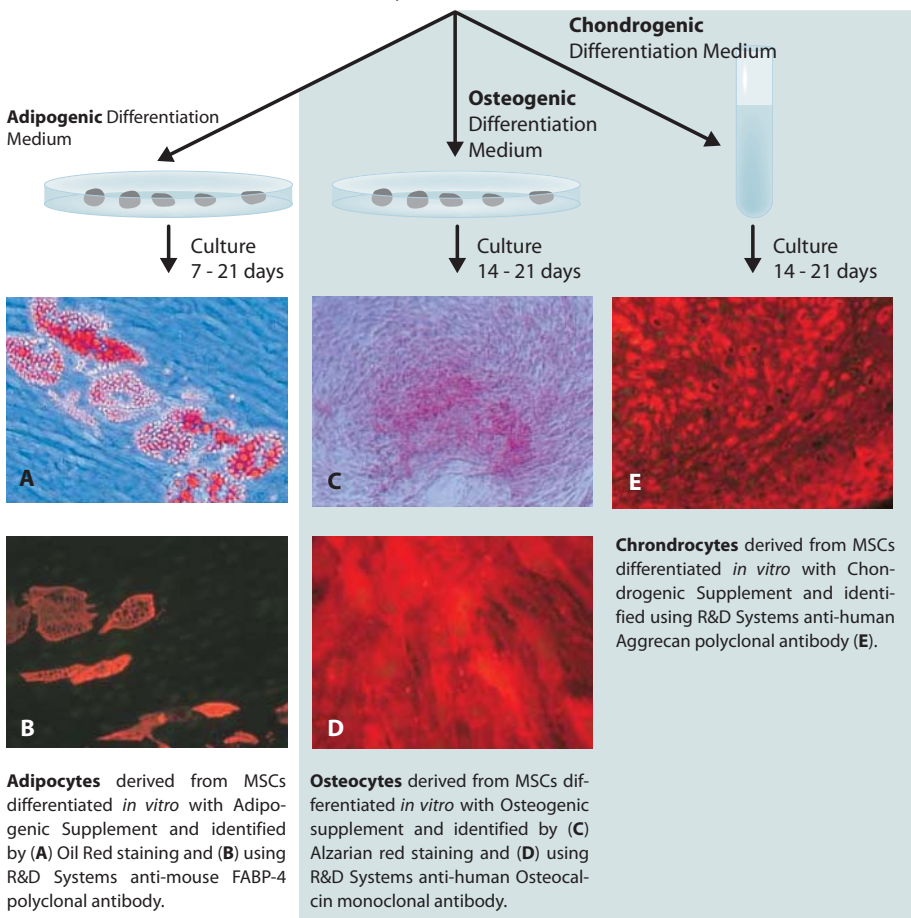 Chondrogenic
Differentiation Medium
Adipogenic Differentiation
Medium
Osteogenic
Differentiation
Medium
Culture
7 - 21 days
Culture
14 - 21 days
Culture
14 - 21 days
A
C
E
B
D
Chrondrocytes derived from MSCs
differentiated in vitro with Chon-
drogenic Supplement and identi-
fied using R&D Systems anti-human
Aggrecan polyclonal antibody (E).
Adipocytes derived from MSCs
differentiated in vitro with Adipo-
genic Supplement and identified
by (A) Oil Red staining and (B) using
R&D Systems anti-mouse FABP-4
polyclonal antibody.
Osteocytes derived from MSCs dif-
ferentiated in vitro with Osteogenic
supplement and identified by (C)
Alzarian red staining and (D) using
R&D Systems anti-human Osteocal-
cin monoclonal antibody.